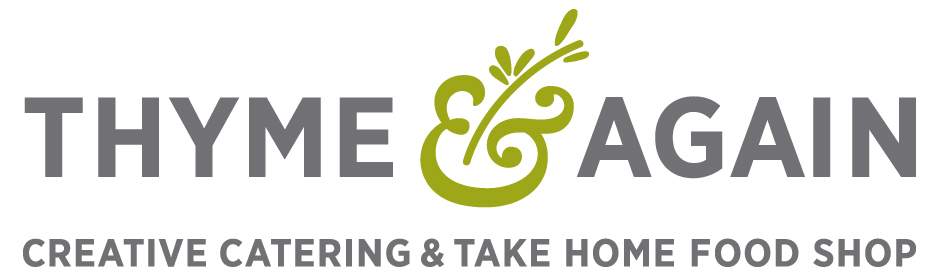 THYME & AGAIN
CREATIVE CATERING & TAKE HOME FOOD SHOP